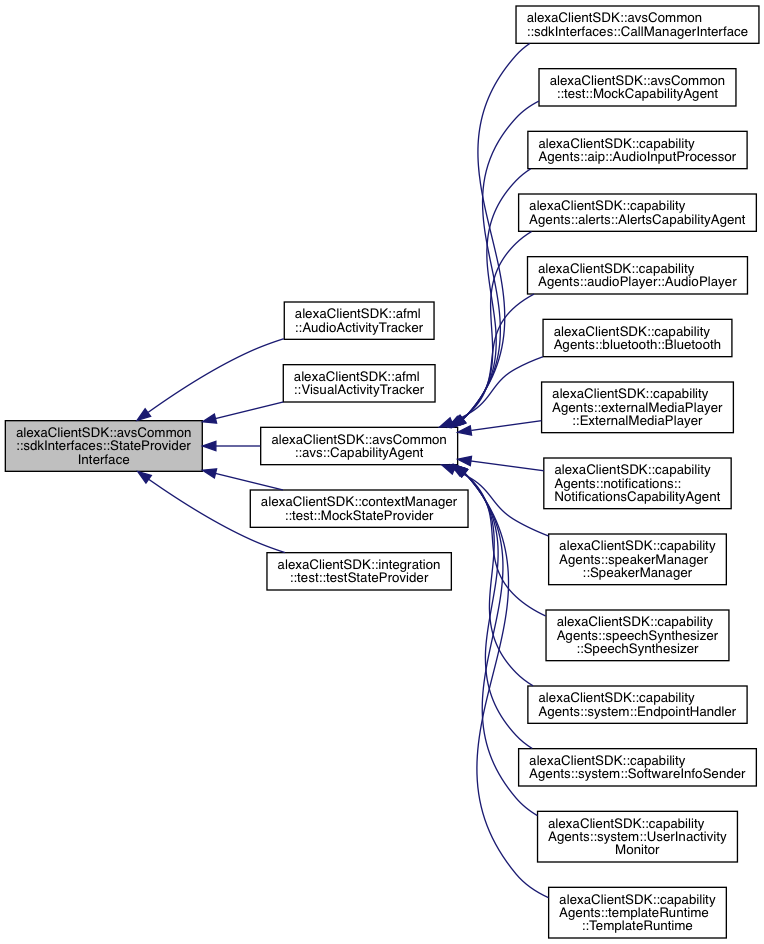 alexaClientSDK::avsCommon
::sdkInterfaces::StateProvider
Interface
alexaClientSDK::afml
::AudioActivityTracker
alexaClientSDK::afml
::VisualActivityTracker
alexaClientSDK::avsCommon
::avs::CapabilityAgent
alexaClientSDK::contextManager
::test::MockStateProvider
alexaClientSDK::integration
::test::testStateProvider
alexaClientSDK::avsCommon
::sdkInterfaces::CallManagerInterface
alexaClientSDK::avsCommon
::test::MockCapabilityAgent
alexaClientSDK::capability
Agents::aip::AudioInputProcessor
alexaClientSDK::capability
Agents::alerts::AlertsCapabilityAgent
alexaClientSDK::capability
Agents::audioPlayer::AudioPlayer
alexaClientSDK::capability
Agents::bluetooth::Bluetooth
alexaClientSDK::capability
Agents::externalMediaPlayer
::ExternalMediaPlayer
alexaClientSDK::capability
Agents::notifications::
NotificationsCapabilityAgent
alexaClientSDK::capability
Agents::speakerManager
::SpeakerManager
alexaClientSDK::capability
Agents::speechSynthesizer
::SpeechSynthesizer
alexaClientSDK::capability
Agents::system::EndpointHandler
alexaClientSDK::capability
Agents::system::SoftwareInfoSender
alexaClientSDK::capability
Agents::system::UserInactivity
Monitor
alexaClientSDK::capability
Agents::templateRuntime
::TemplateRuntime